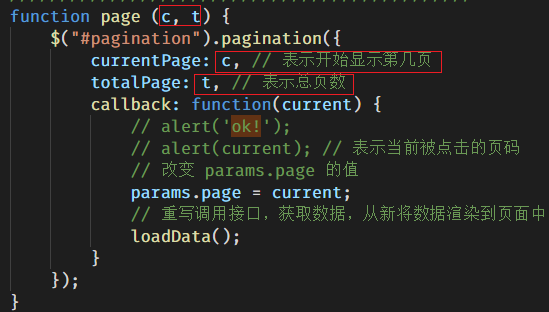 function page (c, t) {
$("#pagination").pagination({
currentPage: c, // 表示开始显示第几页
totalPage: t, // 表示总页数
callback: function(current) {
// alert('ok!');
// alert(current); // 表示当前被点击的页码
// 改变 params.page 的值
params.page = current;
// 重写调用接口，获取数据，从新将数据渲染到页面中
loadData();
}
});
}